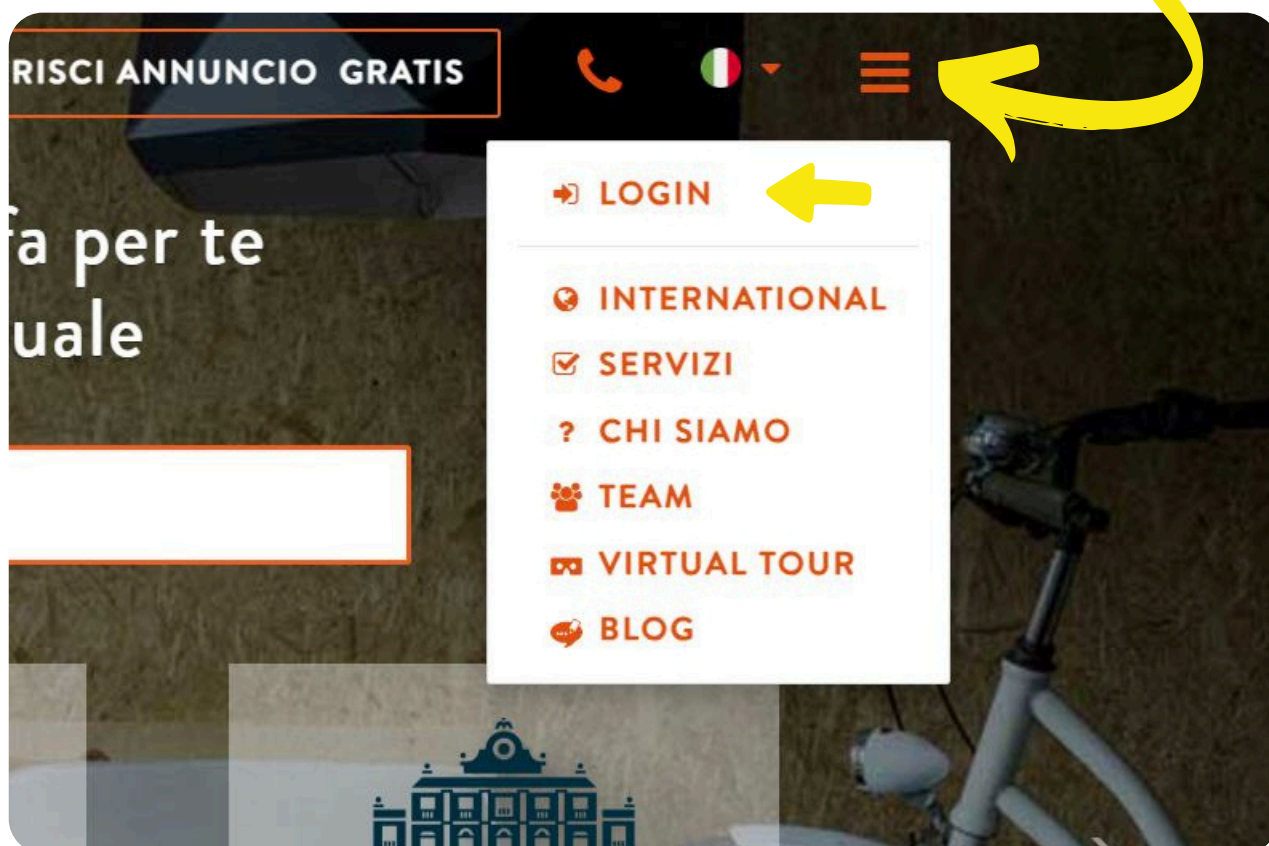 RISCI ANNUNCIO GRATIS
LOGIN
fa per te
uale
INTERNATIONAL
SERVIZI
? CHI SIAMO
TEAM
VIRTUAL TOUR
BLOG